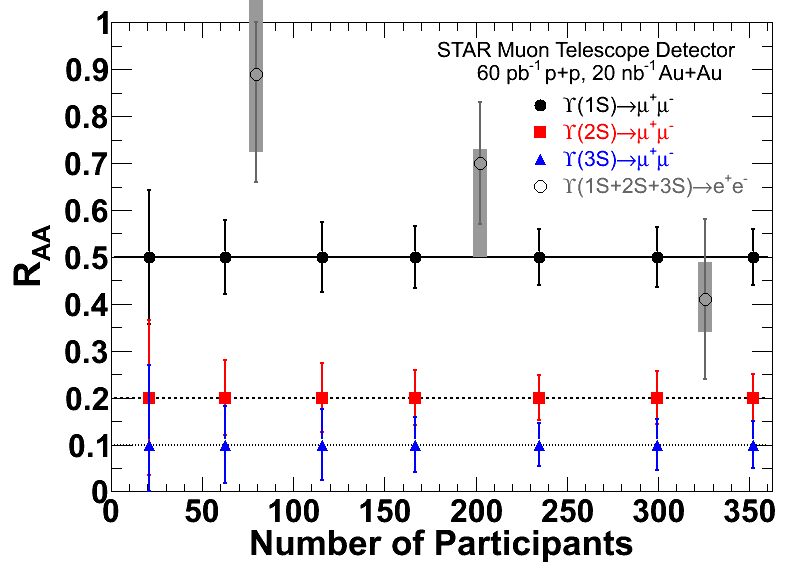 STAR Muon Telescope Detector
60 pb⁻¹ p+p, 20 nb⁻¹ Au+Au
ϒ(1S)→μ⁺μ⁻
ϒ(2S)→μ⁺μ⁻
ϒ(3S)→μ⁺μ⁻
ϒ(1S+2S+3S)→e⁺e⁻
R_AA
1
0.9
0.8
0.7
0.6
0.5
0.4
0.3
0.2
0.1
0
0 50 100 150 200 250 300 350
Number of Participants